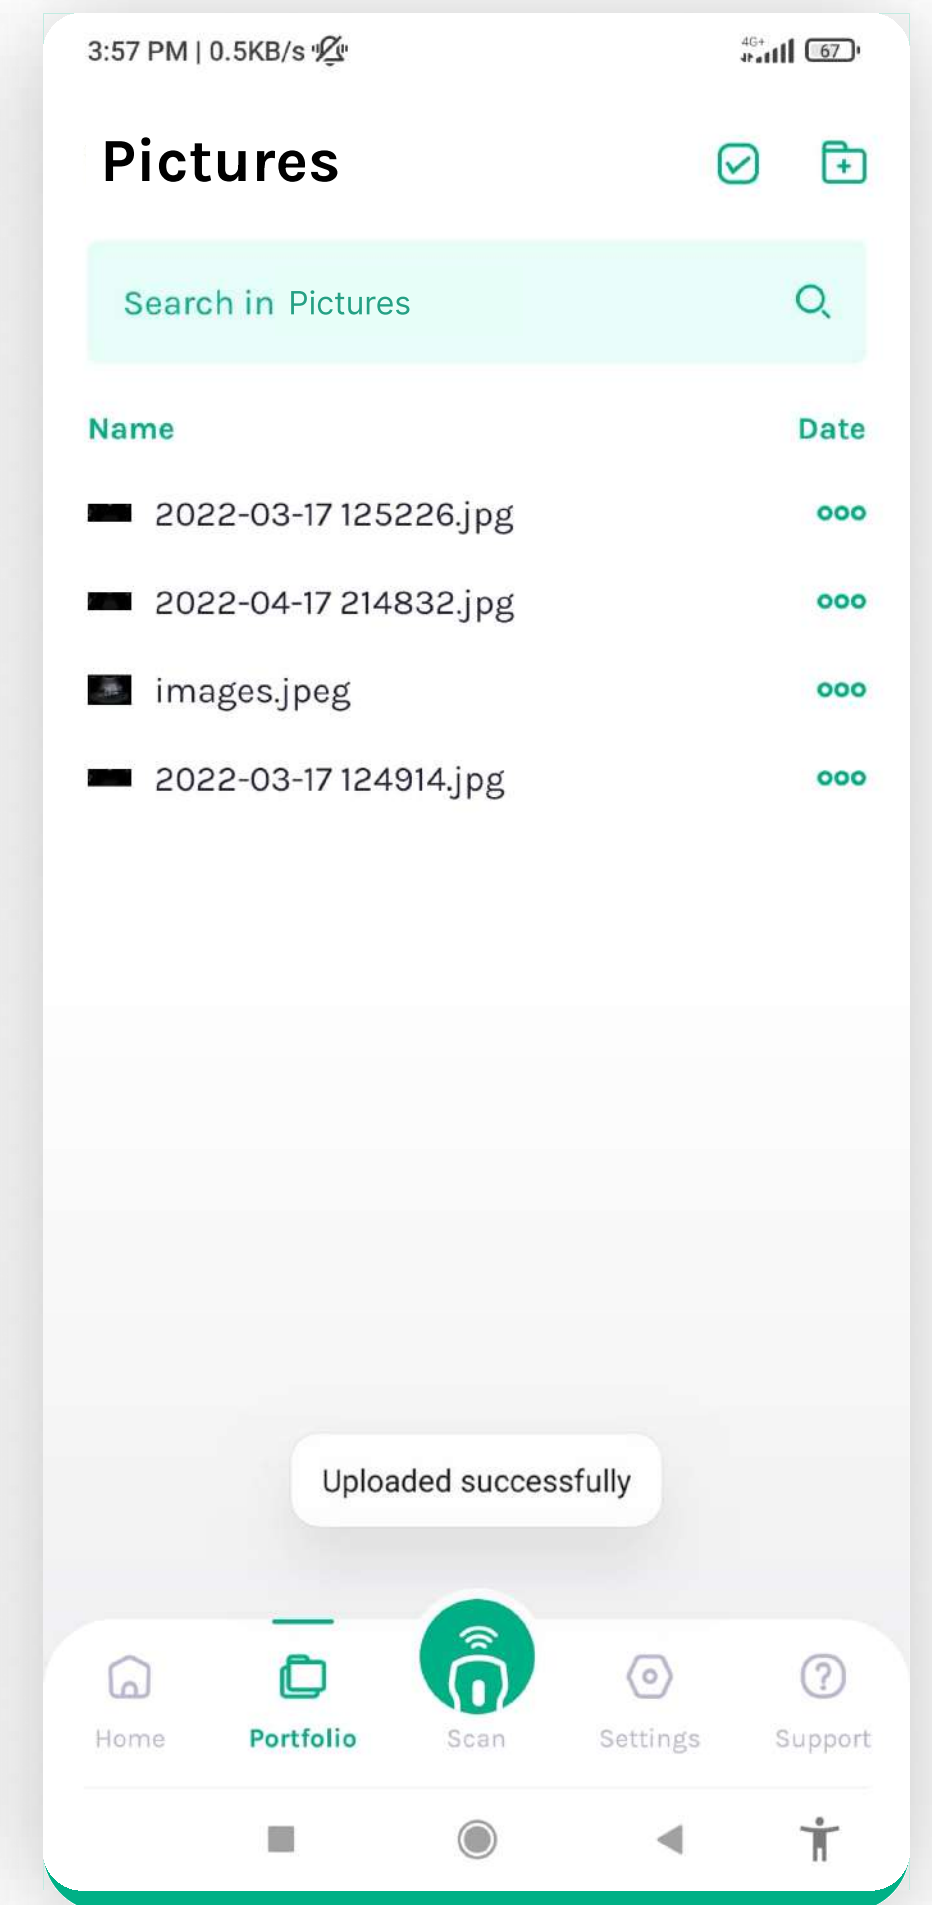 3:57 PM | 0.5KB/s 4G+ 67
Pictures
Search in Pictures
Name Date
2022-03-17 125226.jpg
2022-04-17 214832.jpg
images.jpeg
2022-03-17 124914.jpg
Uploaded successfully
Home Portfolio Scan Settings Support